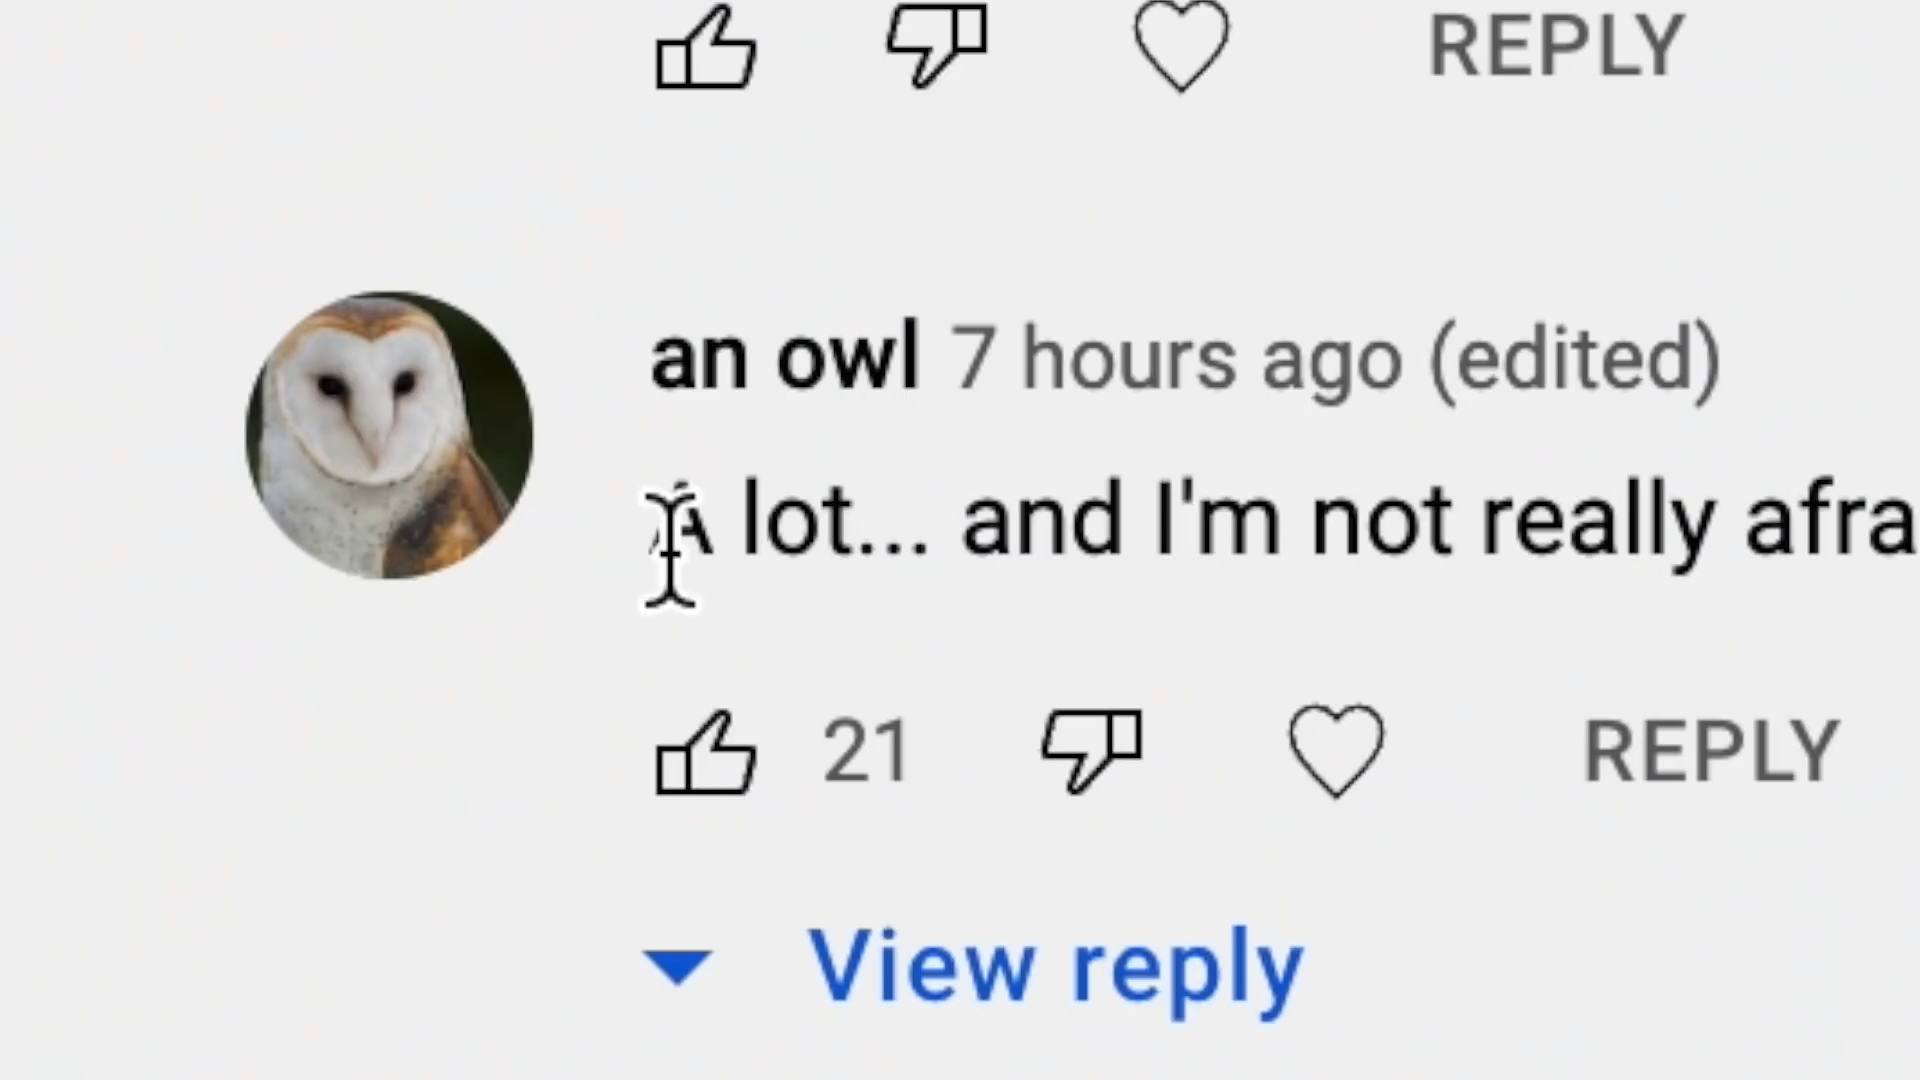 REPLY
an owl 7 hours ago (edited)
A lot... and I'm not really afra
21 REPLY
View reply